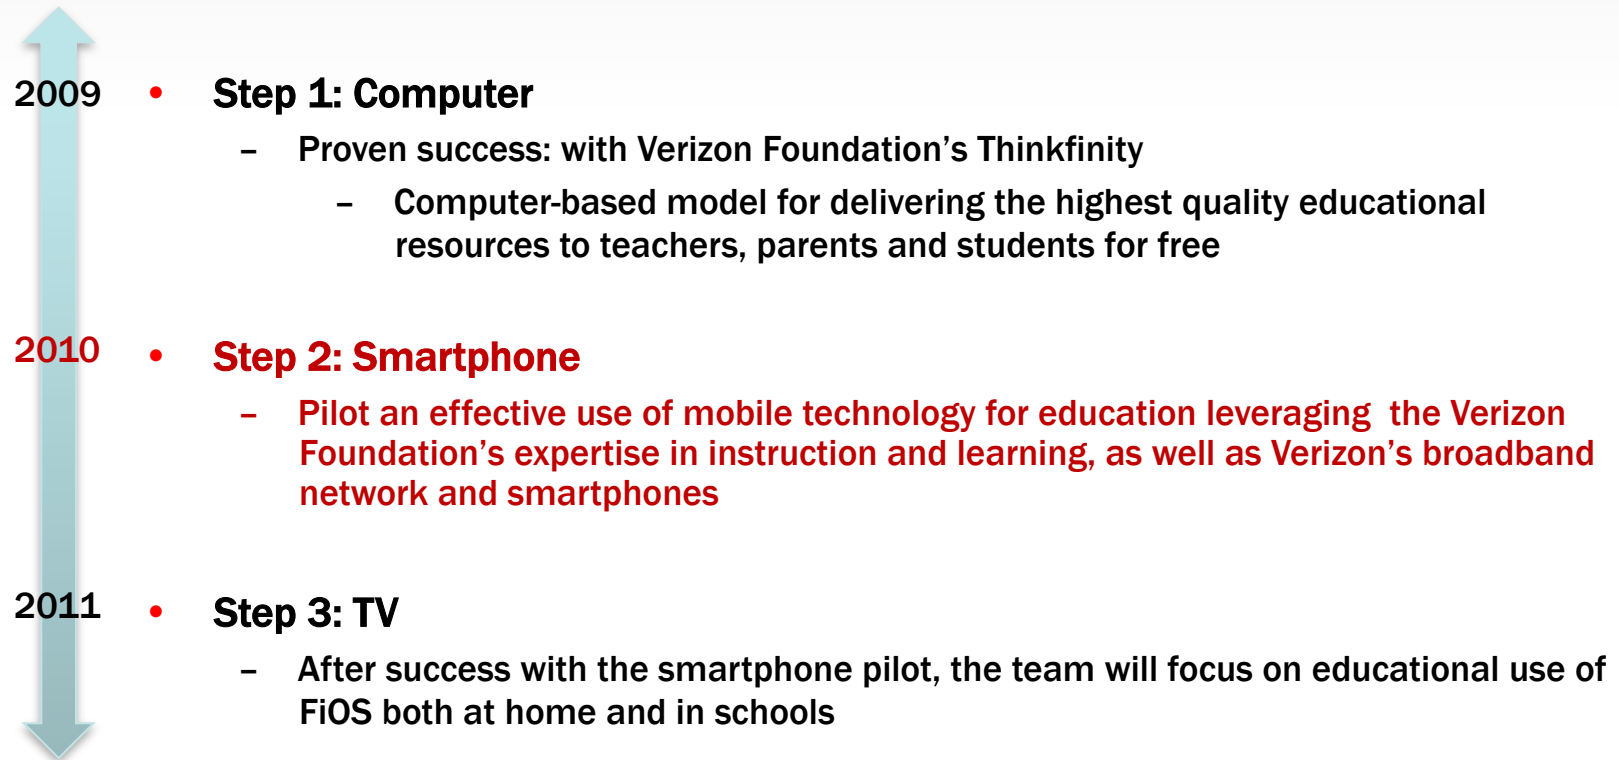 2009 • Step 1: Computer
– Proven success: with Verizon Foundation’s Thinkfinity
– Computer-based model for delivering the highest quality educational
resources to teachers, parents and students for free
2010 • Step 2: Smartphone
– Pilot an effective use of mobile technology for education leveraging  the Verizon
Foundation’s expertise in instruction and learning, as well as Verizon’s broadband
network and smartphones
2011 • Step 3: TV
– After success with the smartphone pilot, the team will focus on educational use of
FiOS both at home and in schools